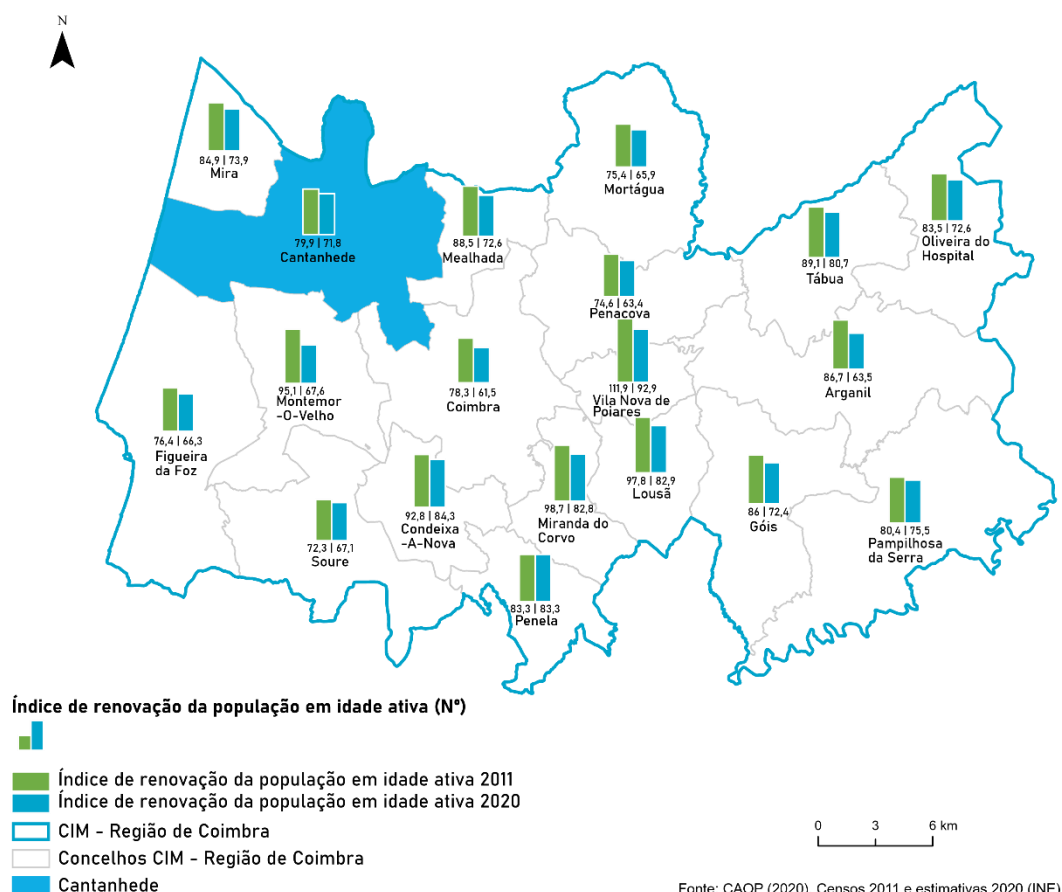 N
84,9 | 73,9
Mira
79,9 | 71,8
Cantanhede
88,5 | 72,6
Mealhada
75,4 | 65,9
Mortágua
89,1 | 80,7
Tábua
83,5 | 72,6
Oliveira do
Hospital
74,6 | 63,4
Penacova
95,1 | 67,6
Montemor
-O-Velho
78,3 | 61,5
Coimbra
111,9 | 92,9
Vila Nova de
Poiares
86,7 | 63,5
Arganil
76,4 | 66,3
Figueira
da Foz
72,3 | 67,1
Soure
92,8 | 84,3
Condeixa
-A-Nova
98,7 | 82,8
Miranda do
Corvo
97,8 | 82,9
Lousã
86 | 72,4
Góis
80,4 | 75,5
Pampilhosa
da Serra
83,3 | 83,3
Penela
Índice de renovação da população em idade ativa (Nº)
Índice de renovação da população em idade ativa 2011
Índice de renovação da população em idade ativa 2020
CIM - Região de Coimbra
Concelhos CIM - Região de Coimbra
Cantanhede
0 3 6 km
Fonte: CAOP (2020), Censos 2011 e estimativas 2020 (INE)